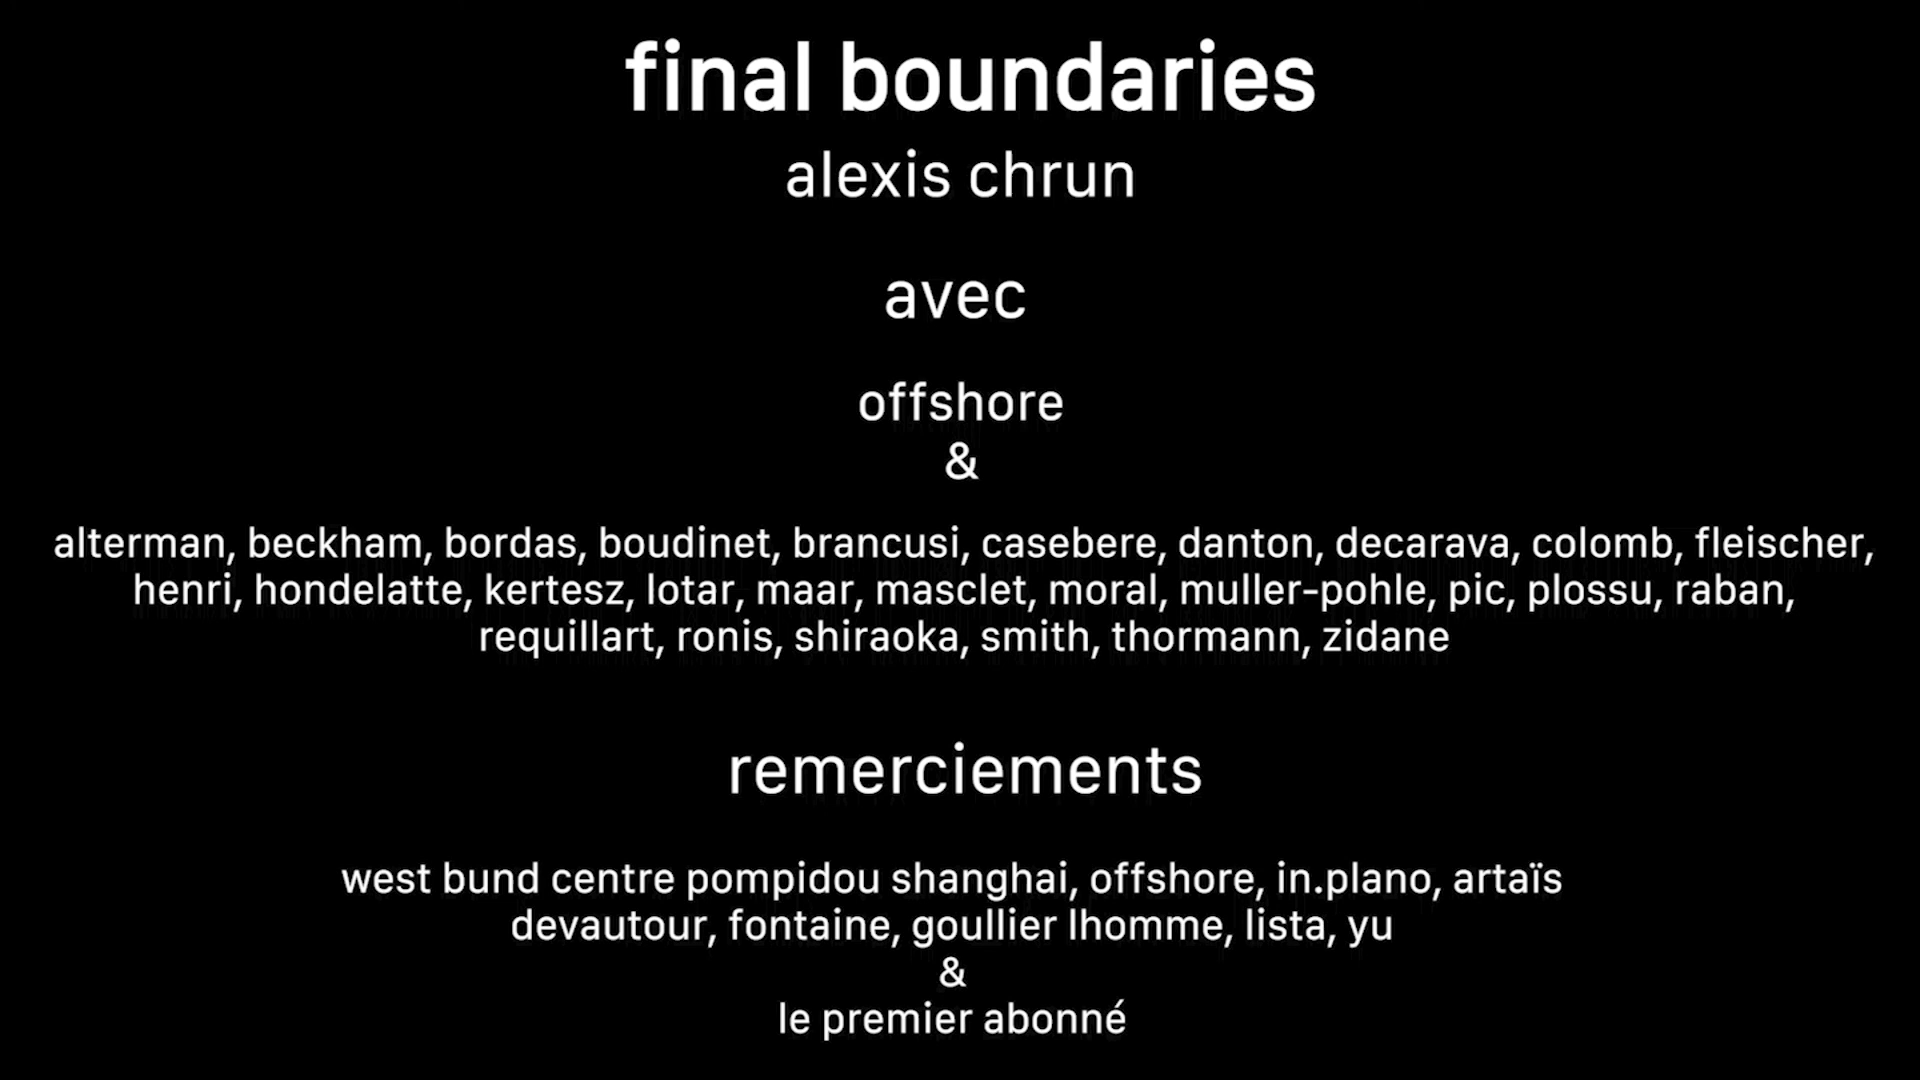 final boundaries
alexis chrun
avec
offshore
&
alterman, beckham, bordas, boudinet, brancusi, casebere, danton, decarava, colomb, fleischer,
henri, hondelatte, kertesz, lotar, maar, masclet, moral, muller-pohle, pic, plossu, raban,
requillart, ronis, shiraoka, smith, thormann, zidane
remerciements
west bund centre pompidou shanghai, offshore, in.plano, artaïs
devautour, fontaine, goullier lhomme, lista, yu
&
le premier abonné